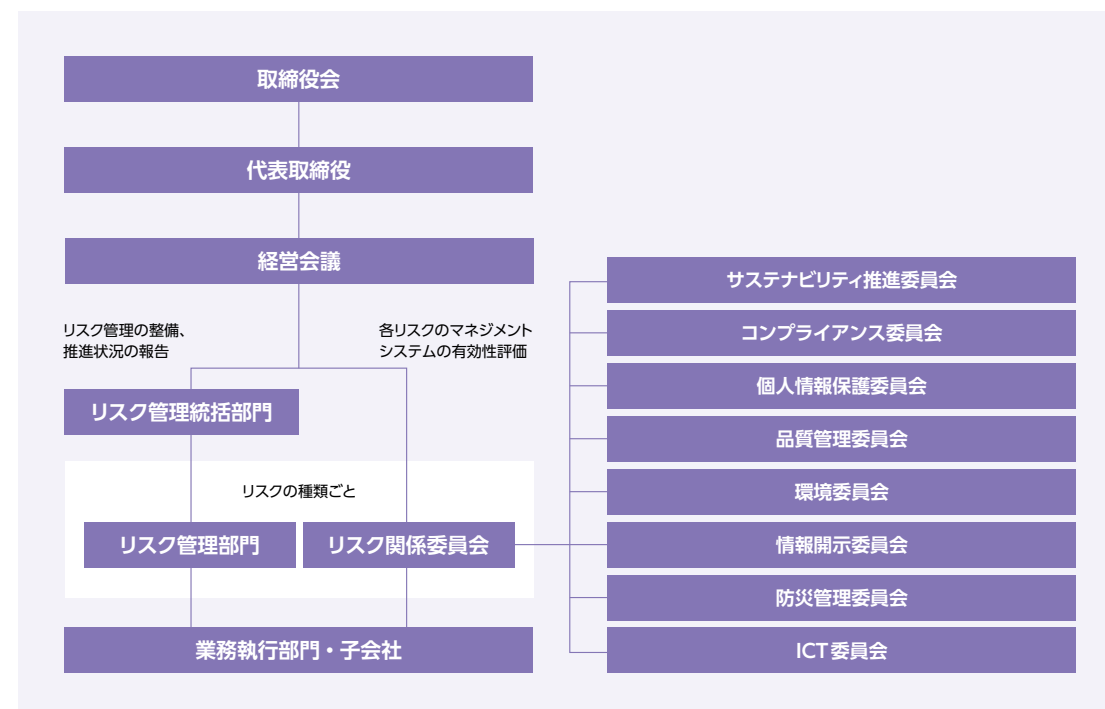 取締役会
代表取締役
経営会議
リスク管理の整備、
推進状況の報告
各リスクのマネジメント
システムの有効性評価
リスク管理統括部門
リスクの種類ごと
リスク管理部門
リスク関係委員会
業務執行部門・子会社
サステナビリティ推進委員会
コンプライアンス委員会
個人情報保護委員会
品質管理委員会
環境委員会
情報開示委員会
防災管理委員会
ICT委員会